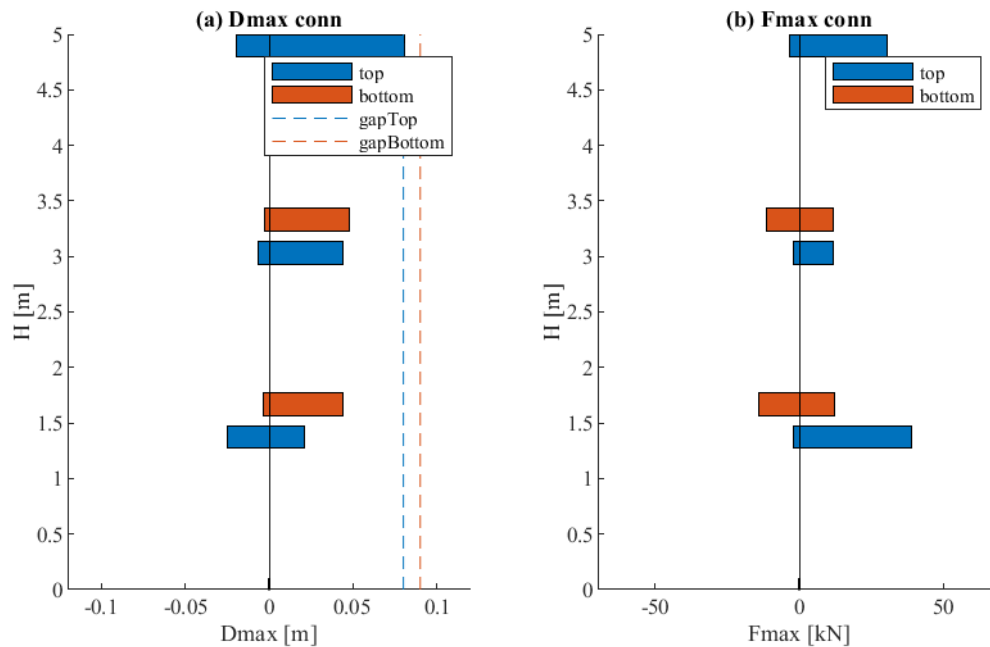 (a) Dmax conn
5
4.5
4
3.5
3
2.5
2
1.5
1
0.5
0
H [m]
top
bottom
gapTop
gapBottom
-0.1
-0.05
0
0.05
0.1
Dmax [m]
(b) Fmax conn
5
4.5
4
3.5
3
2.5
2
1.5
1
0.5
0
H [m]
top
bottom
-50
0
50
Fmax [kN]